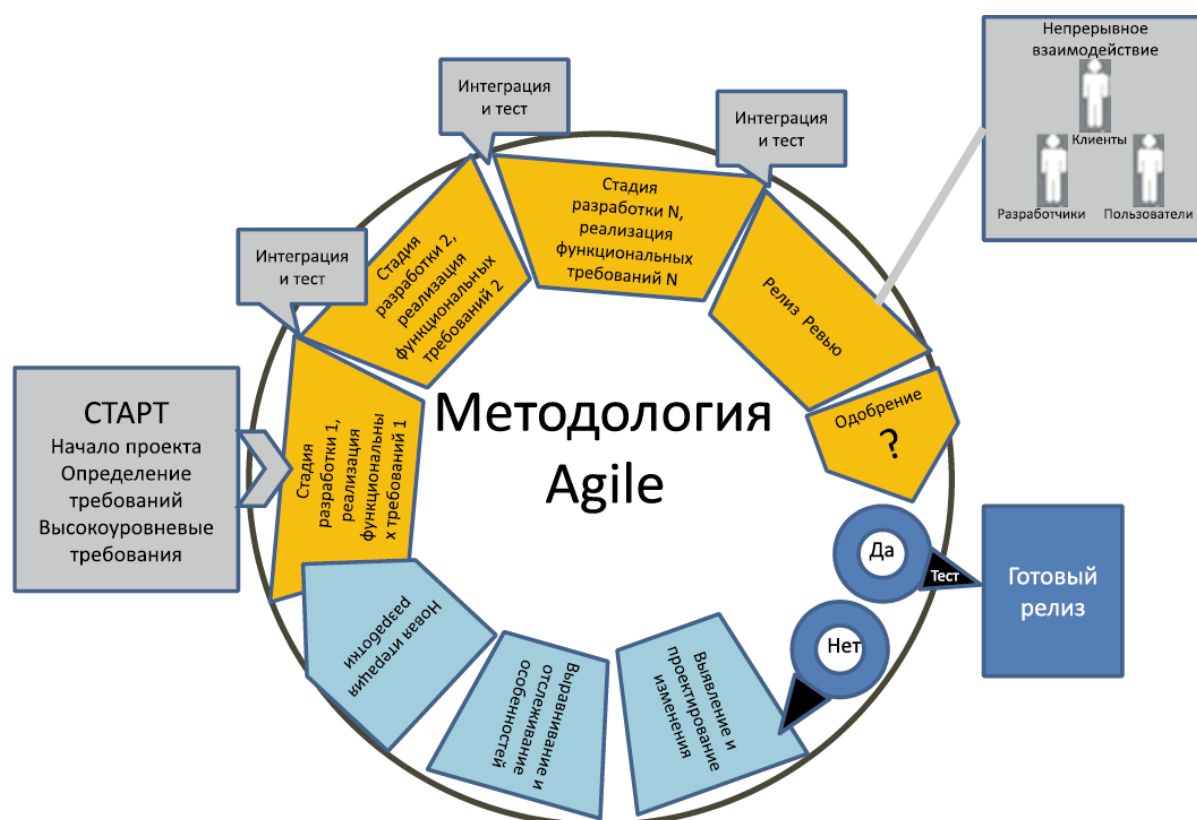 Непрерывное
взаимодействие
Клиенты
Разработчики
Пользователи
Интеграция
и тест
Интеграция
и тест
Интеграция
и тест
СТАРТ
Начало проекта
Определение
требований
Высокоуровневые
требования
Стадия
разработки 1,
реализация
функциональны
х требований 1
Стадия
разработки 2,
реализация
функциональных
требований 2
Стадия
разработки N,
реализация
функциональных
требований N
Релиз Ревью
Одобрение
?
Методология
Agile
Да
Тест
Готовый
релиз
Нет
Выявление и
проектирование
изменения
Выравнивание и
отслеживание
особенностей
Новая итерация
разработки